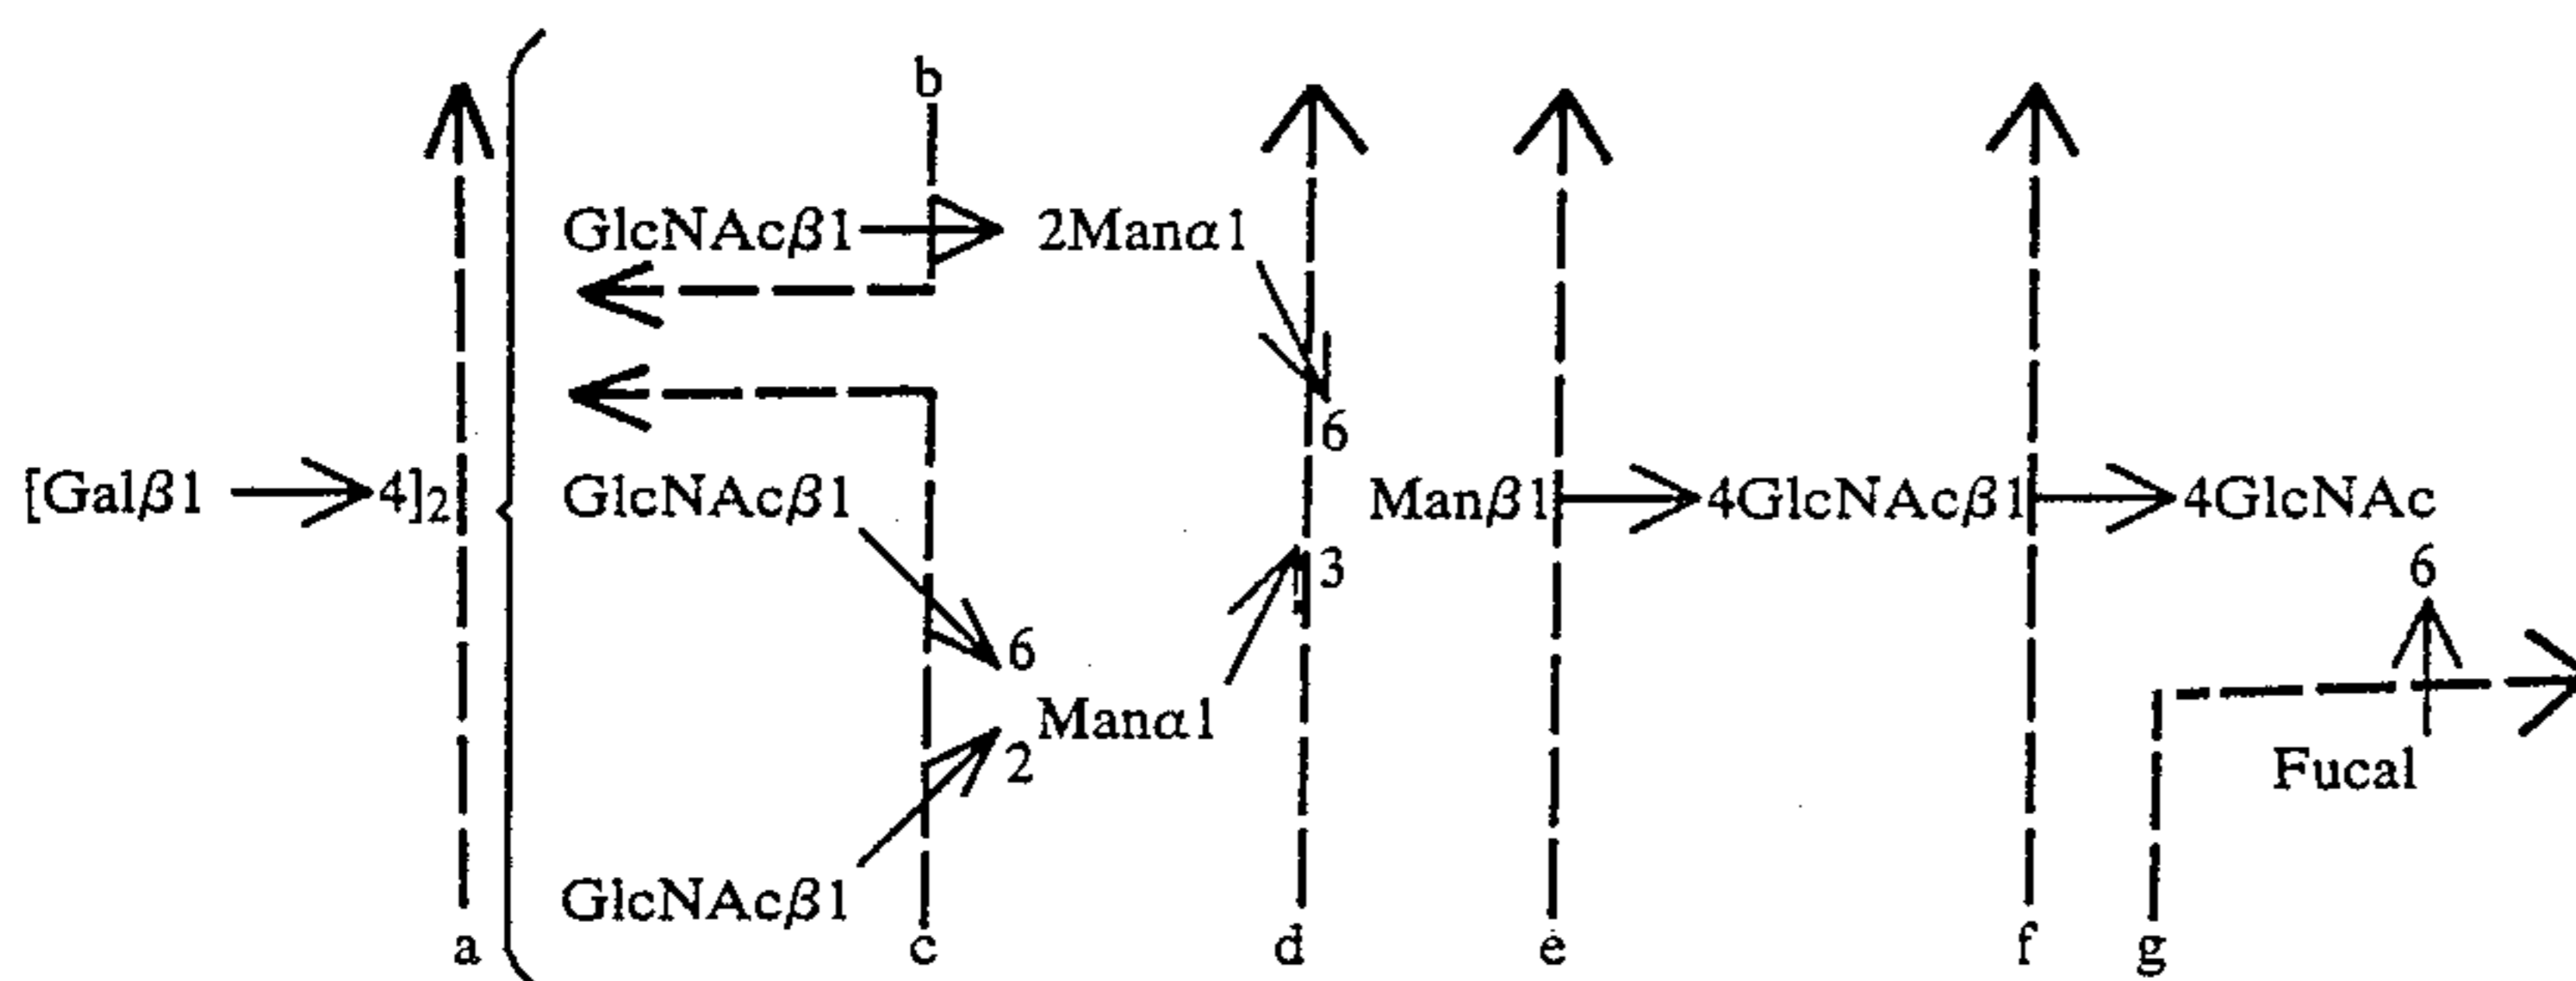 b
GlcNAcβ1 2Manα1
6
[Galβ1 4]2 GlcNAcβ1 Manβ1 4GlcNAcβ1 4GlcNAc
3 6
6
Manα1
2 Fucal
GlcNAcβ1
a c d e f g